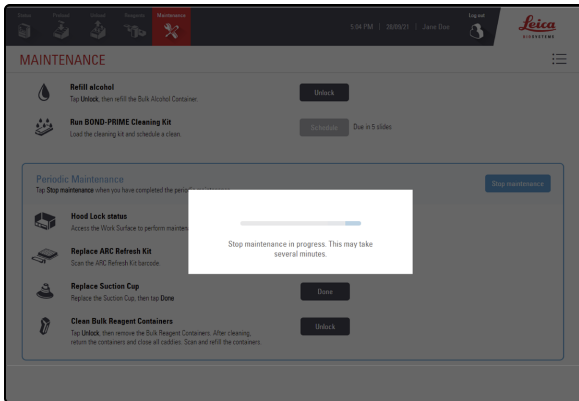 Status Protocol Unload Reagents Maintenance
5:04 PM | 28/09/21 | Jane Doe
Log out
Leica
BIOSYSTEMS
MAINTENANCE
Refill alcohol
Tap Unlock, then refill the Bulk Alcohol Container.
Unlock
Run BOND-PRIME Cleaning Kit
Load the cleaning kit and schedule a clean.
Schedule
Due in 5 slides
Periodic Maintenance
Tap Stop maintenance when you have completed the
Stop maintenance
Hood Lock status
Access the Work Surface to perform
Replace ARC Refresh Kit
Scan the ARC Refresh Kit barcode.
Stop maintenance in progress. This may take
several minutes.
Replace Suction Cup
Replace the Suction Cup, then tap Done
Done
Clean Bulk Reagent Containers
Tap Unlock, then remove the Bulk Reagent Containers. After cleaning,
return the containers and close all caddies. Scan and refill the containers.
Unlock